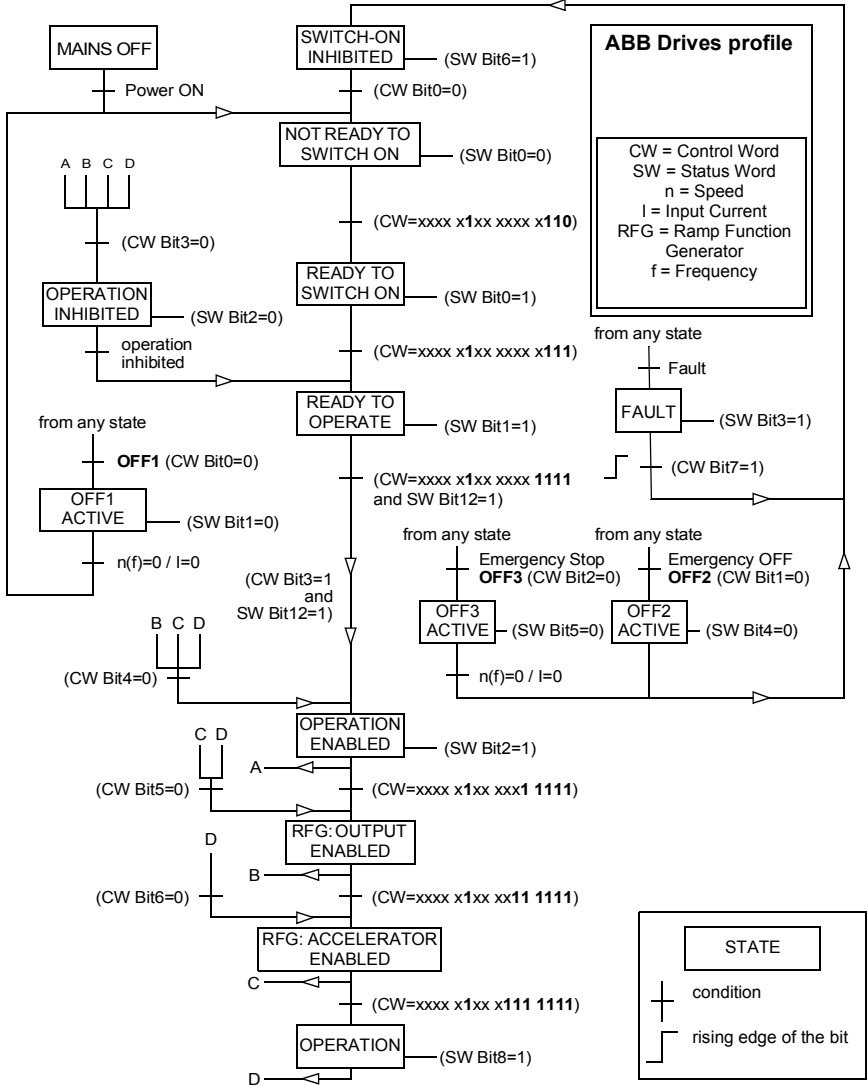 MAINS OFF
Power ON
SWITCH-ON
INHIBITED
(SW Bit6=1)
(CW Bit0=0)
NOT READY TO
SWITCH ON
(SW Bit0=0)
(CW=xxxx x1xx xxxx x110)
READY TO
SWITCH ON
(SW Bit0=1)
(CW=xxxx x1xx xxxx x111)
READY TO
OPERATE
(SW Bit1=1)
(CW=xxxx x1xx xxxx 1111
and SW Bit12=1)
A B C D
(CW Bit3=0)
OPERATION
INHIBITED
(SW Bit2=0)
operation
inhibited
from any state
OFF1 (CW Bit0=0)
OFF1
ACTIVE
(SW Bit1=0)
n(f)=0 / I=0
(CW Bit3=1
and
SW Bit12=1)
B C D
(CW Bit4=0)
OPERATION
ENABLED
(SW Bit2=1)
A
C D
(CW Bit5=0)
(CW=xxxx x1xx xxx1 1111)
RFG: OUTPUT
ENABLED
B
D
(CW Bit6=0)
(CW=xxxx x1xx xx11 1111)
RFG: ACCELERATOR
ENABLED
C
(CW=xxxx x1xx x111 1111)
OPERATION
(SW Bit8=1)
D
ABB Drives profile
CW = Control Word
SW = Status Word
n = Speed
I = Input Current
RFG = Ramp Function
Generator
f = Frequency
from any state
Fault
FAULT
(SW Bit3=1)
(CW Bit7=1)
from any state
Emergency Stop
OFF3 (CW Bit2=0)
OFF3
ACTIVE
(SW Bit5=0)
n(f)=0 / I=0
from any state
Emergency OFF
OFF2 (CW Bit1=0)
OFF2
ACTIVE
(SW Bit4=0)
STATE
condition
rising edge of the bit